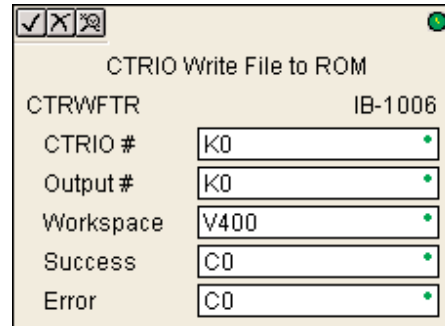 CTRIO Write File to ROM
CTRWFTR IB-1006
CTRIO # K0
Output # K0
Workspace V400
Success C0
Error C0